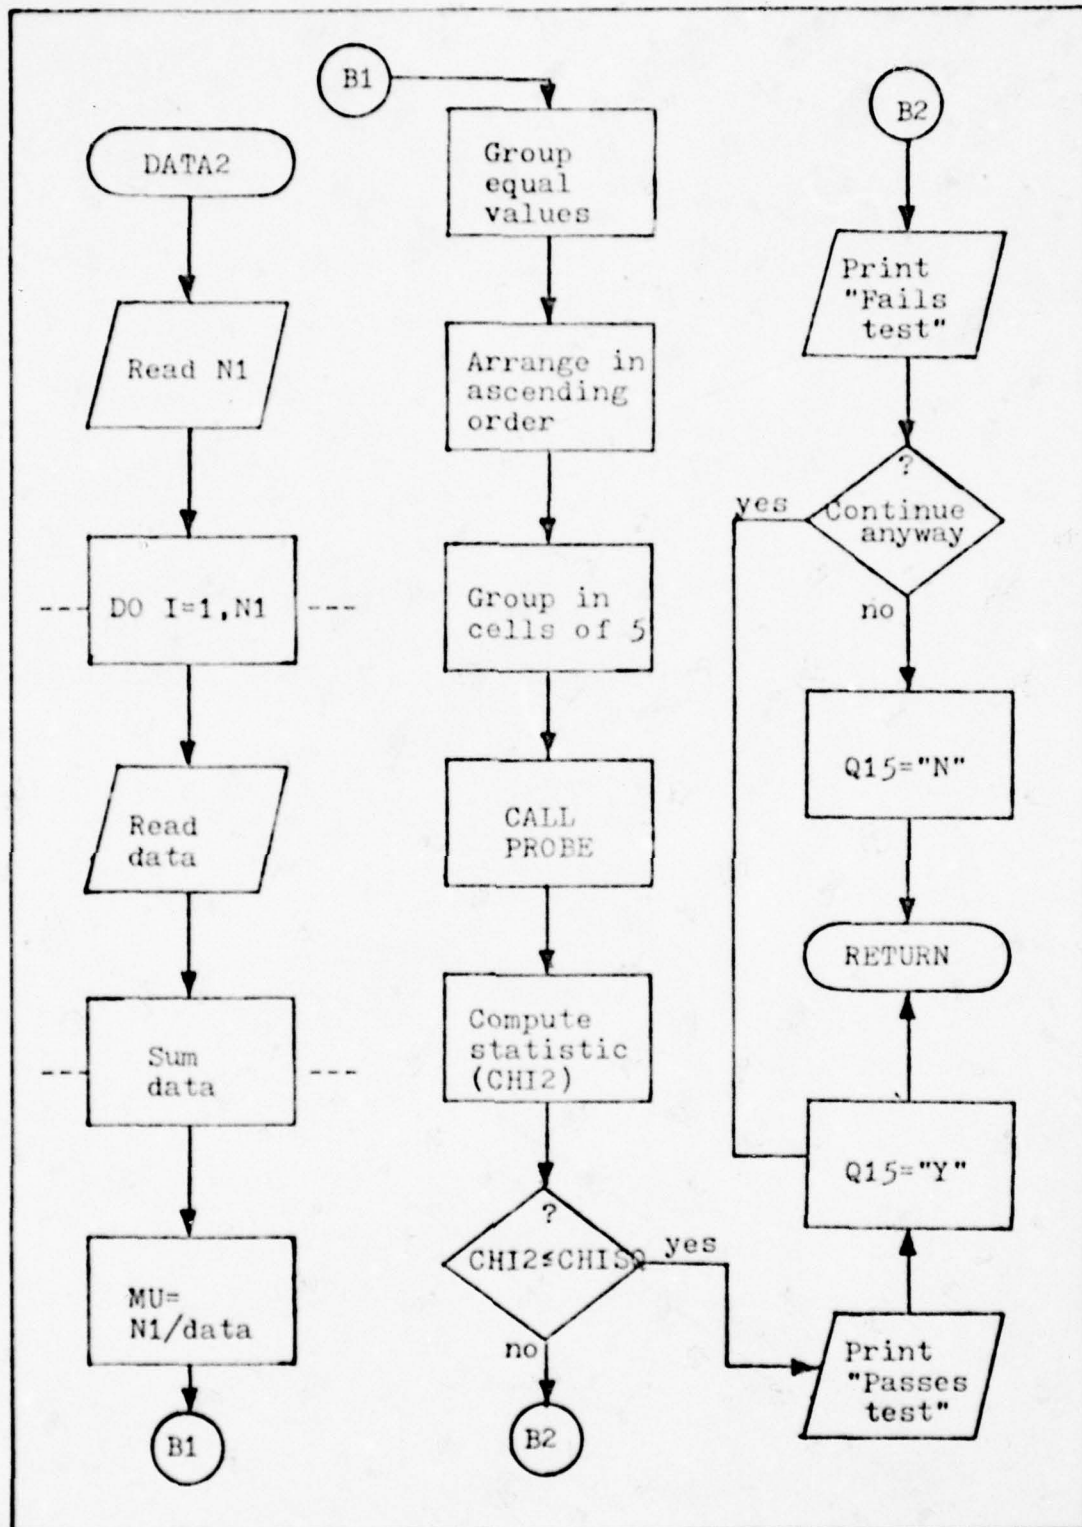 DATA2
Read N1
DO I=1,N1
Read
data
Sum
data
MU=
N1/data
B1
B1
Group
equal
values
Arrange in
ascending
order
Group in
cells of 5
CALL
PROBE
Compute
statistic
(CHI2)
?
CHI2≤CHISQ
yes
no
B2
B2
Print
"Fails
test"
?
Continue
anyway
yes
no
Q15="N"
RETURN
Q15="Y"
Print
"Passes
test"